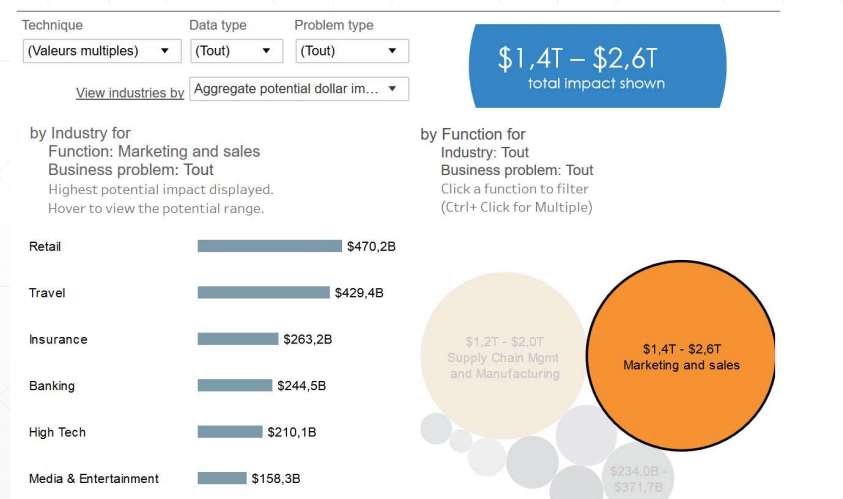 Technique
Data type
Problem type
(Valeurs multiples)
(Tout)
(Tout)
View industries by
Aggregate potential dollar im...
$1,4T – $2,6T
total impact shown
by Industry for
Function: Marketing and sales
Business problem: Tout
Highest potential impact displayed.
Hover to view the potential range.
by Function for
Industry: Tout
Business problem: Tout
Click a function to filter
(Ctrl+ Click for Multiple)
Retail
$470,2B
Travel
$429,4B
Insurance
$263,2B
Banking
$244,5B
High Tech
$210,1B
Media & Entertainment
$158,3B
$1,2T - $2,0T
Supply Chain Mgmt
and Manufacturing
$1,4T - $2,6T
Marketing and sales
$234,0B -
$371,7B